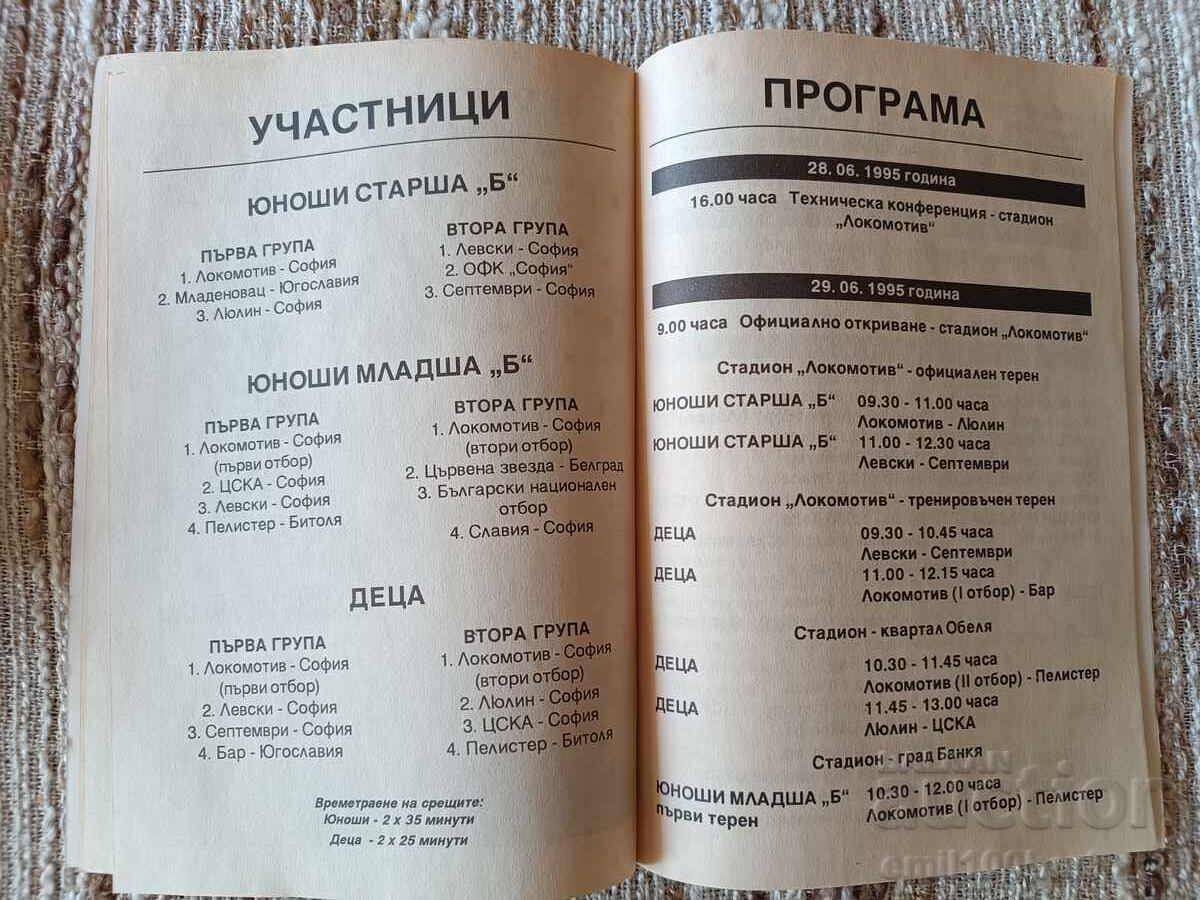 УЧАСТНИЦИ
ЮНОШИ СТАРША „Б“
ПЪРВА ГРУПА
1. Локомотив - София
2. Младеновац - Югославия
3. Люлин - София
ВТОРА ГРУПА
1. Левски - София
2. ОФК „София“
3. Септември - София
ЮНОШИ МЛАДША „Б“
ПЪРВА ГРУПА
1. Локомотив - София
(първи отбор)
2. ЦСКА - София
3. Левски - София
4. Пелистер - Битоля
ВТОРА ГРУПА
1. Локомотив - София
(втори отбор)
2. Цървена звезда - Белград
3. Български национален
отбор
4. Славия - София
ДЕЦА
ПЪРВА ГРУПА
1. Локомотив - София
(първи отбор)
2. Левски - София
3. Септември - София
4. Бар - Югославия
ВТОРА ГРУПА
1. Локомотив - София
(втори отбор)
2. Люлин - София
3. ЦСКА - София
4. Пелистер - Битоля
Времетраене на срещите:
Юноши - 2 x 35 минути
Деца - 2 x 25 минути
ПРОГРАМА
28. 06. 1995 година
16.00 часа Техническа конференция - стадион
„Локомотив“
29. 06. 1995 година
9.00 часа Официално откриване - стадион „Локомотив“
Стадион „Локомотив“ - официален терен
ЮНОШИ СТАРША „Б“ 09.30 - 11.00 часа
Локомотив - Люлин
ЮНОШИ СТАРША „Б“ 11.00 - 12.30 часа
Левски - Септември
Стадион „Локомотив“ - тренировъчен терен
ДЕЦА 09.30 - 10.45 часа
Левски - Септември
ДЕЦА 11.00 - 12.15 часа
Локомотив (I отбор) - Бар
Стадион - квартал Обеля
ДЕЦА 10.30 - 11.45 часа
Локомотив (II отбор) - Пелистер
ДЕЦА 11.45 - 13.00 часа
Люлин - ЦСКА
Стадион - град Банкя
ЮНОШИ МЛАДША „Б“ 10.30 - 12.00 часа
първи терен Локомотив (I отбор) - Пелистер
auction